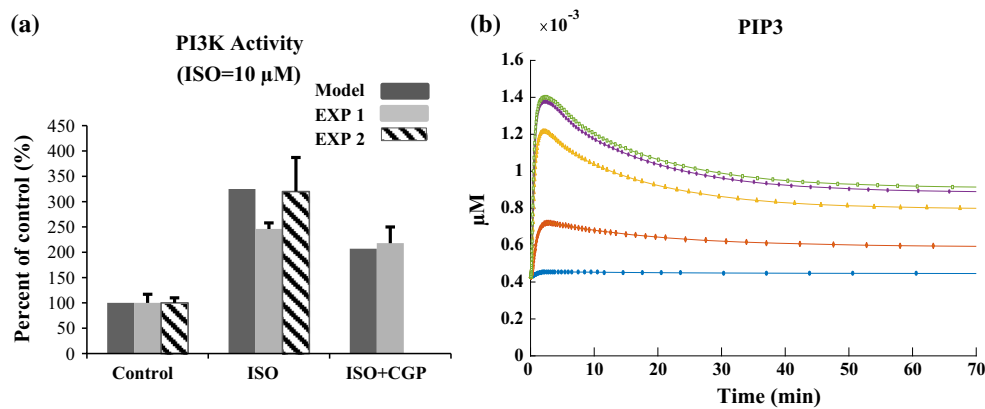 (a)
PI3K Activity
(ISO=10 µM)
Model
EXP 1
EXP 2
Percent of control (%)
450
400
350
300
250
200
150
100
50
0
Control ISO ISO+CGP
(b)
×10⁻³
PIP3
µM
1.6
1.4
1.2
1
0.8
0.6
0.4
0.2
0
10 20 30 40 50 60 70
Time (min)